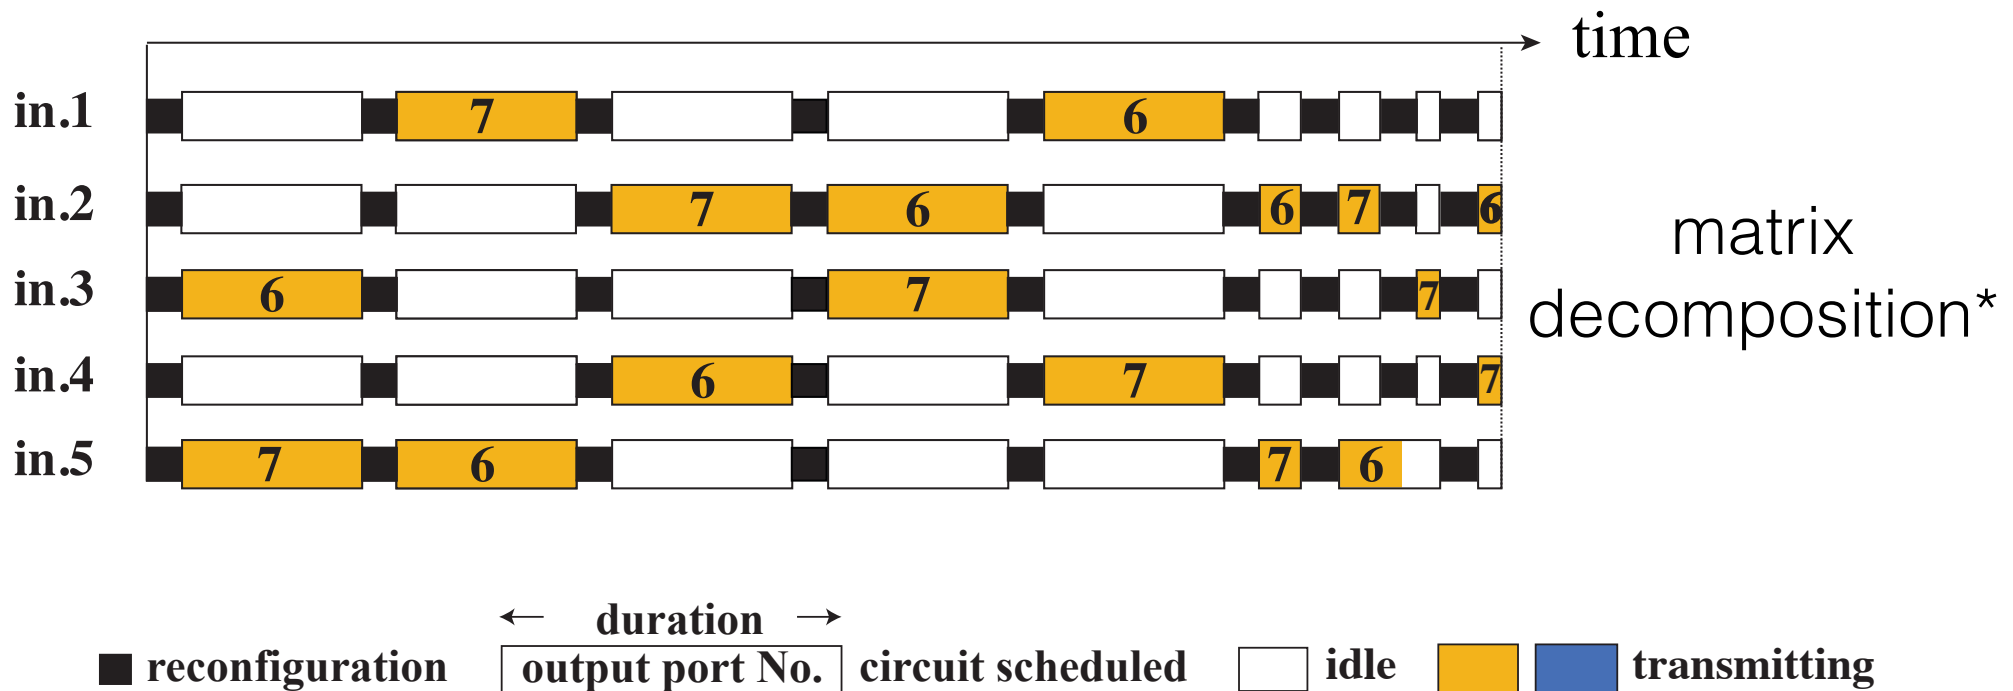 time
in.1 7 6
in.2 7 6 6 7 6
in.3 6 7 7
in.4 6 7 7
in.5 7 6 7 6
matrix
decomposition*
duration
reconfiguration output port No. circuit scheduled idle transmitting